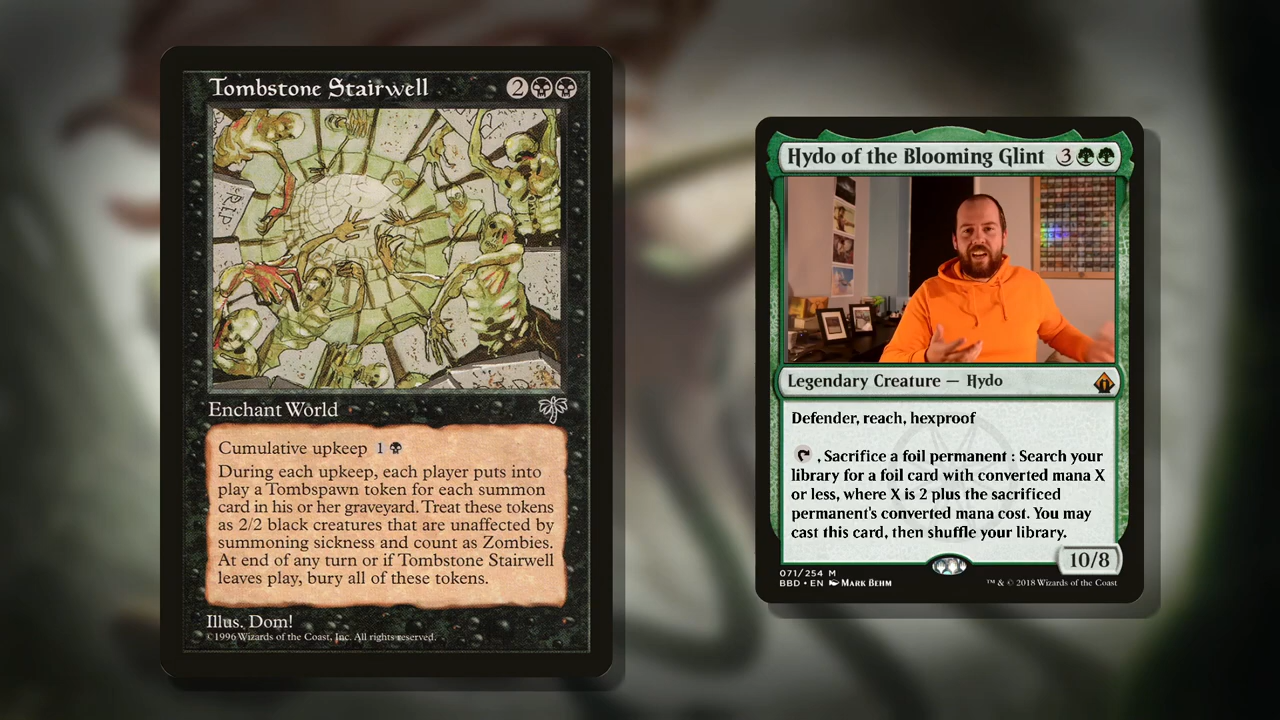 Tombstone Stairwell 2
RIP
Enchant World
Cumulative upkeep 1
During each upkeep, each player puts into
play a Tombspawn token for each summon
card in his or her graveyard. Treat these tokens
as 2/2 black creatures that are unaffected by
summoning sickness and count as Zombies.
At end of any turn or if Tombstone Stairwell
leaves play, bury all of these tokens.
Illus. Dom!
©1996 Wizards of the Coast, Inc. All rights reserved.
Hydo of the Blooming Glint 3
Legendary Creature — Hydo
Defender, reach, hexproof
, Sacrifice a foil permanent : Search your
library for a foil card with converted mana X
or less, where X is 2 plus the sacrificed
permanent's converted mana cost. You may
cast this card, then shuffle your library.
10/8
071/254 M
BBD • EN Mark Behm
™ & © 2018 Wizards of the Coast